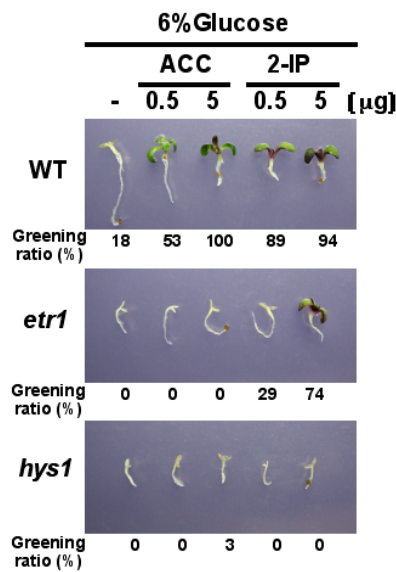 6%Glucose
ACC 2-IP
- 0.5 5 0.5 5 [μg]
WT
Greening ratio (%) 18 53 100 89 94
etr1
Greening ratio (%) 0 0 0 29 74
hys1
Greening ratio (%) 0 0 3 0 0